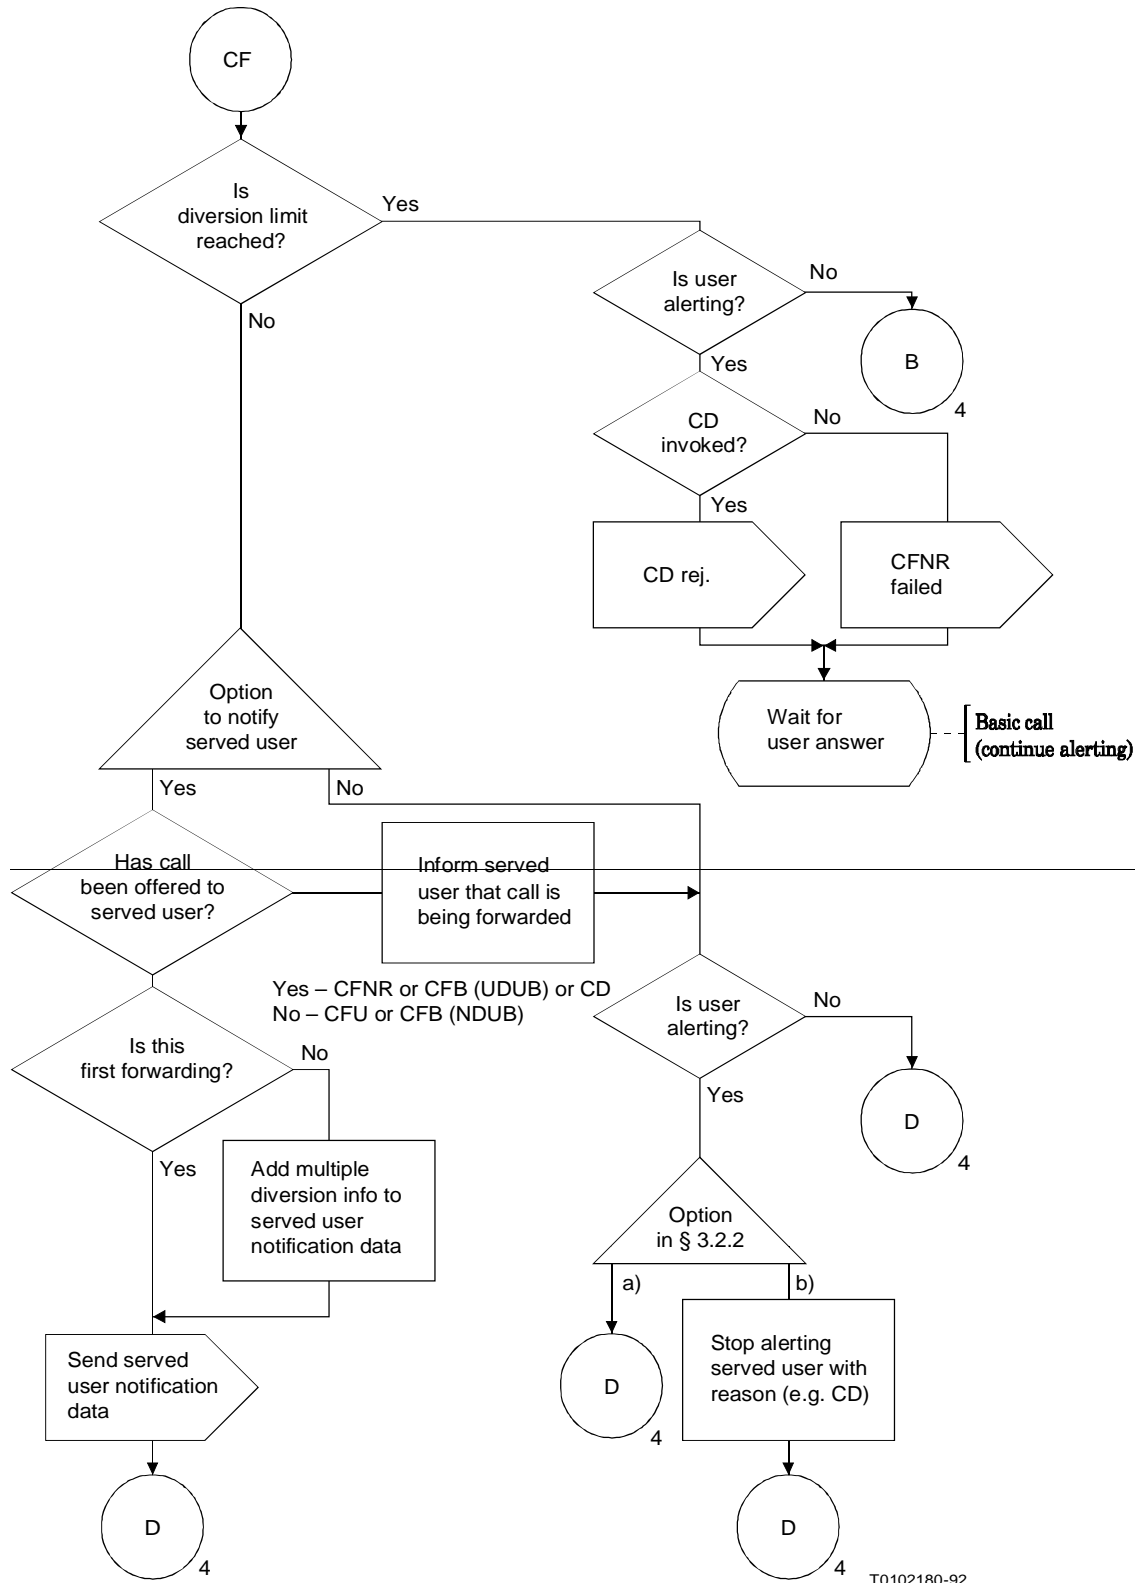 CF
Is
diversion limit
reached?
Yes
No
Is user
alerting?
No
B
4
Yes
CD
invoked?
No
Yes
CD rej.
CFNR
failed
Wait for
user answer
Basic call
(continue alerting)
Option
to notify
served user
Yes
No
Has call
been offered to
served user?
Inform served
user that call is
being forwarded
Yes – CFNR or CFB (UDUB) or CD
No – CFU or CFB (NDUB)
Is user
alerting?
No
D
4
Yes
Is this
first forwarding?
No
Yes
Add multiple
diversion info to
served user
notification data
Option
in § 3.2.2
a)
b)
D
4
Stop alerting
served user with
reason (e.g. CD)
Send served
user notification
data
D
4
D
4
T0102180-92